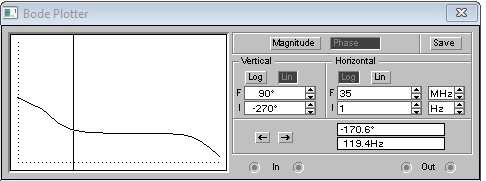 Bode Plotter
Magnitude Phase Save
Vertical Horizontal
Log Lin Log Lin
F 90° F 35 MHz
I -270° I 1 Hz
← → -170.6°
119.4Hz
In Out